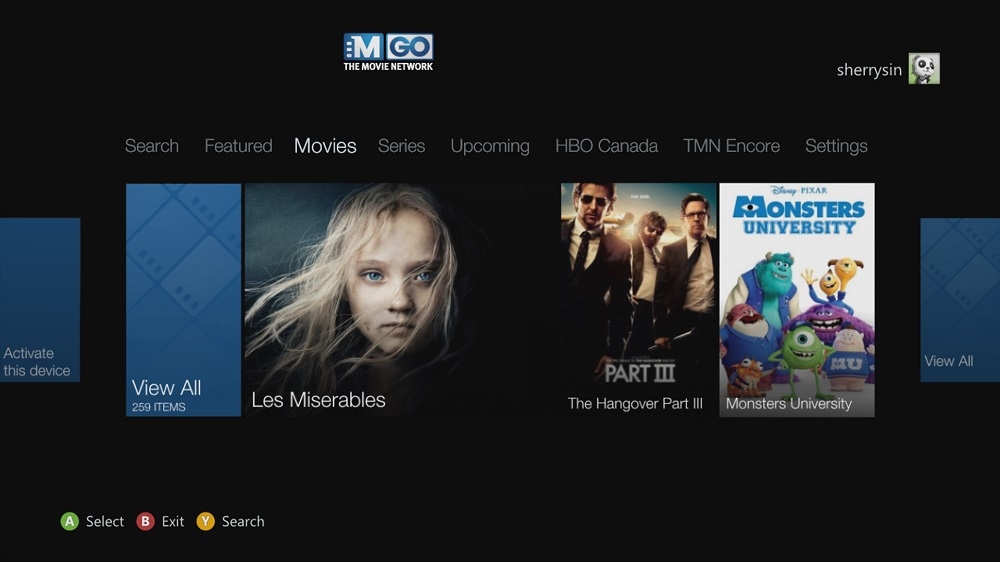 M GO
THE MOVIE NETWORK
sherrysin
Search Featured Movies Series Upcoming HBO Canada TMN Encore Settings
Activate
this device
View All
259 ITEMS
Les Miserables
THE END.
PART III
The Hangover Part III
Disney · PIXAR
MONSTERS
UNIVERSITY
MU
Monsters University
View All
A Select B Exit Y Search